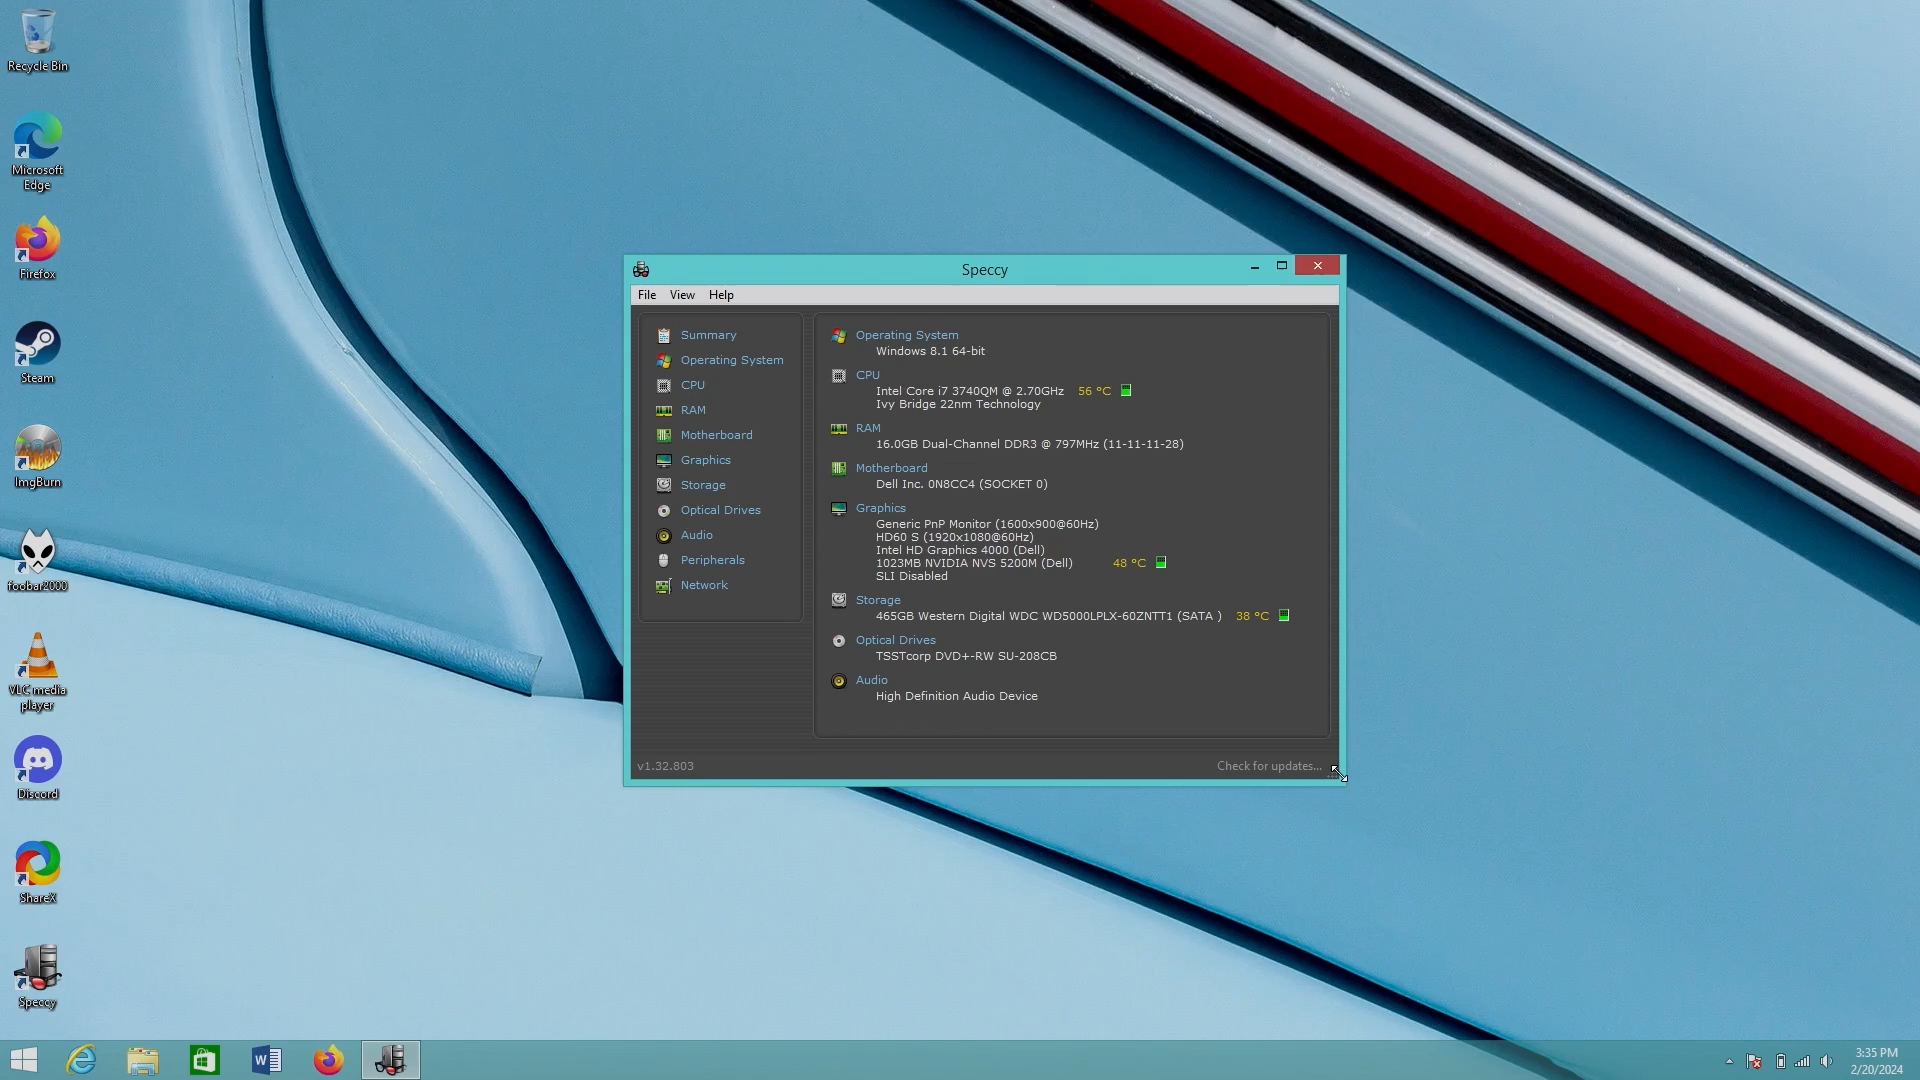 Recycle Bin
Microsoft
Edge
Firefox
Steam
ImgBurn
foobar2000
VLC media
player
Discord
ShareX
Speccy
Speccy
File View Help
Summary
Operating System
CPU
RAM
Motherboard
Graphics
Storage
Optical Drives
Audio
Peripherals
Network
Operating System
Windows 8.1 64-bit
CPU
Intel Core i7 3740QM @ 2.70GHz 56 °C
Ivy Bridge 22nm Technology
RAM
16.0GB Dual-Channel DDR3 @ 797MHz (11-11-11-28)
Motherboard
Dell Inc. 0N8CC4 (SOCKET 0)
Graphics
Generic PnP Monitor (1600x900@60Hz)
HD60 S (1920x1080@60Hz)
Intel HD Graphics 4000 (Dell)
1023MB NVIDIA NVS 5200M (Dell) 48 °C
SLI Disabled
Storage
465GB Western Digital WDC WD5000LPLX-60ZNTT1 (SATA ) 38 °C
Optical Drives
TSSTcorp DVD+-RW SU-208CB
Audio
High Definition Audio Device
v1.32.803
Check for updates...
3:35 PM
2/20/2024